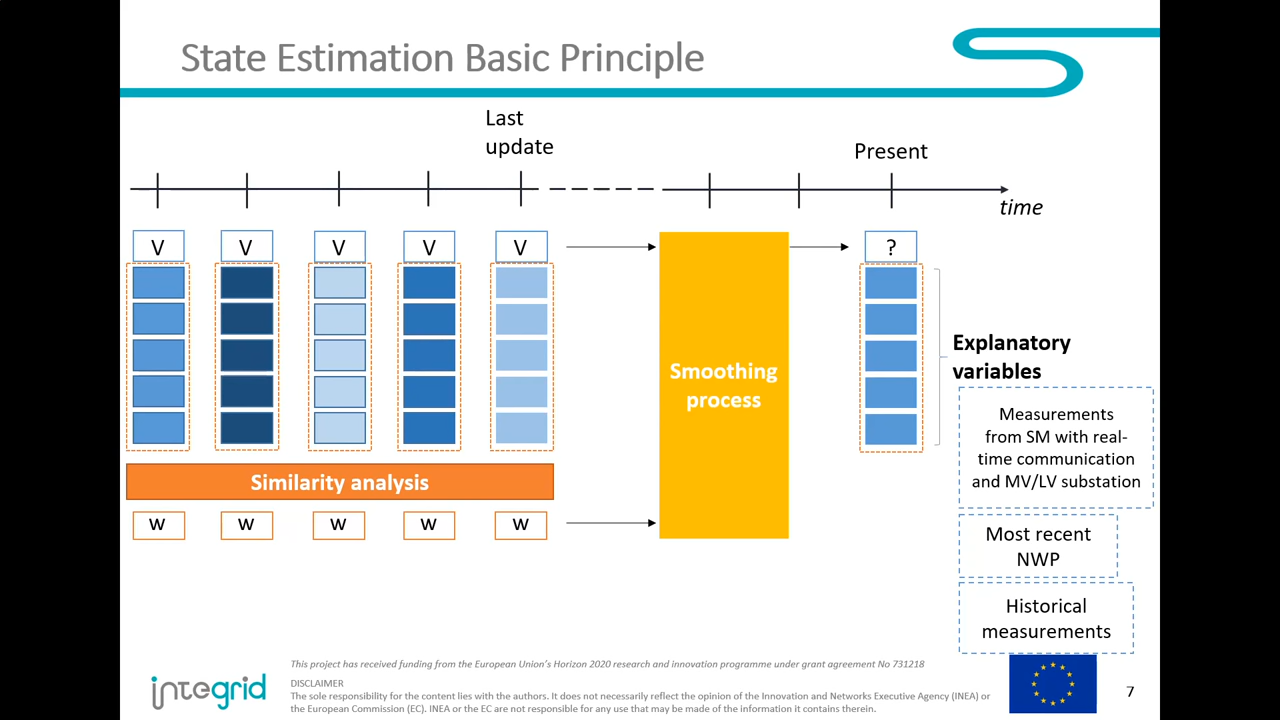 State Estimation Basic Principle
Last
update
Present
time
V
V
V
V
V
?
Smoothing
process
Explanatory
variables
Measurements
from SM with real-
time communication
and MV/LV substation
Similarity analysis
w
w
w
w
w
Most recent
NWP
Historical
measurements
This project has received funding from the European Union's Horizon 2020 research and innovation programme under grant agreement No 731218
DISCLAIMER
The sole responsibility for the content lies with the authors. It does not necessarily reflect the opinion of the Innovation and Networks Executive Agency (INEA) or
the European Commission (EC). INEA or the EC are not responsible for any use that may be made of the information it contains therein.
integrid
7